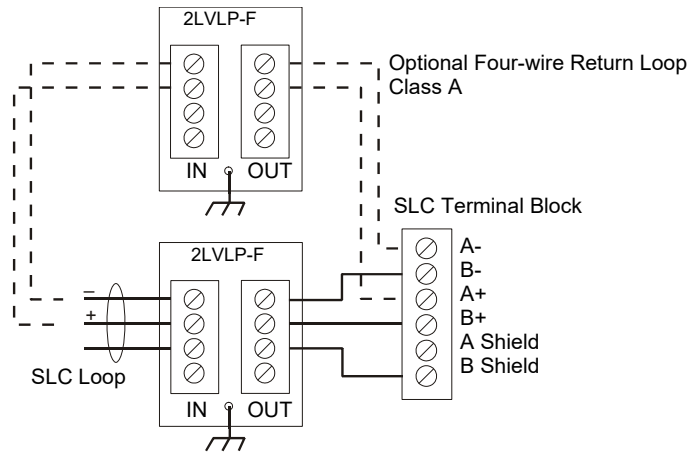 2LVLP-F
Optional Four-wire Return Loop
Class A
IN
OUT
SLC Terminal Block
2LVLP-F
A-
B-
A+
B+
A Shield
B Shield
–
+
SLC Loop
IN
OUT